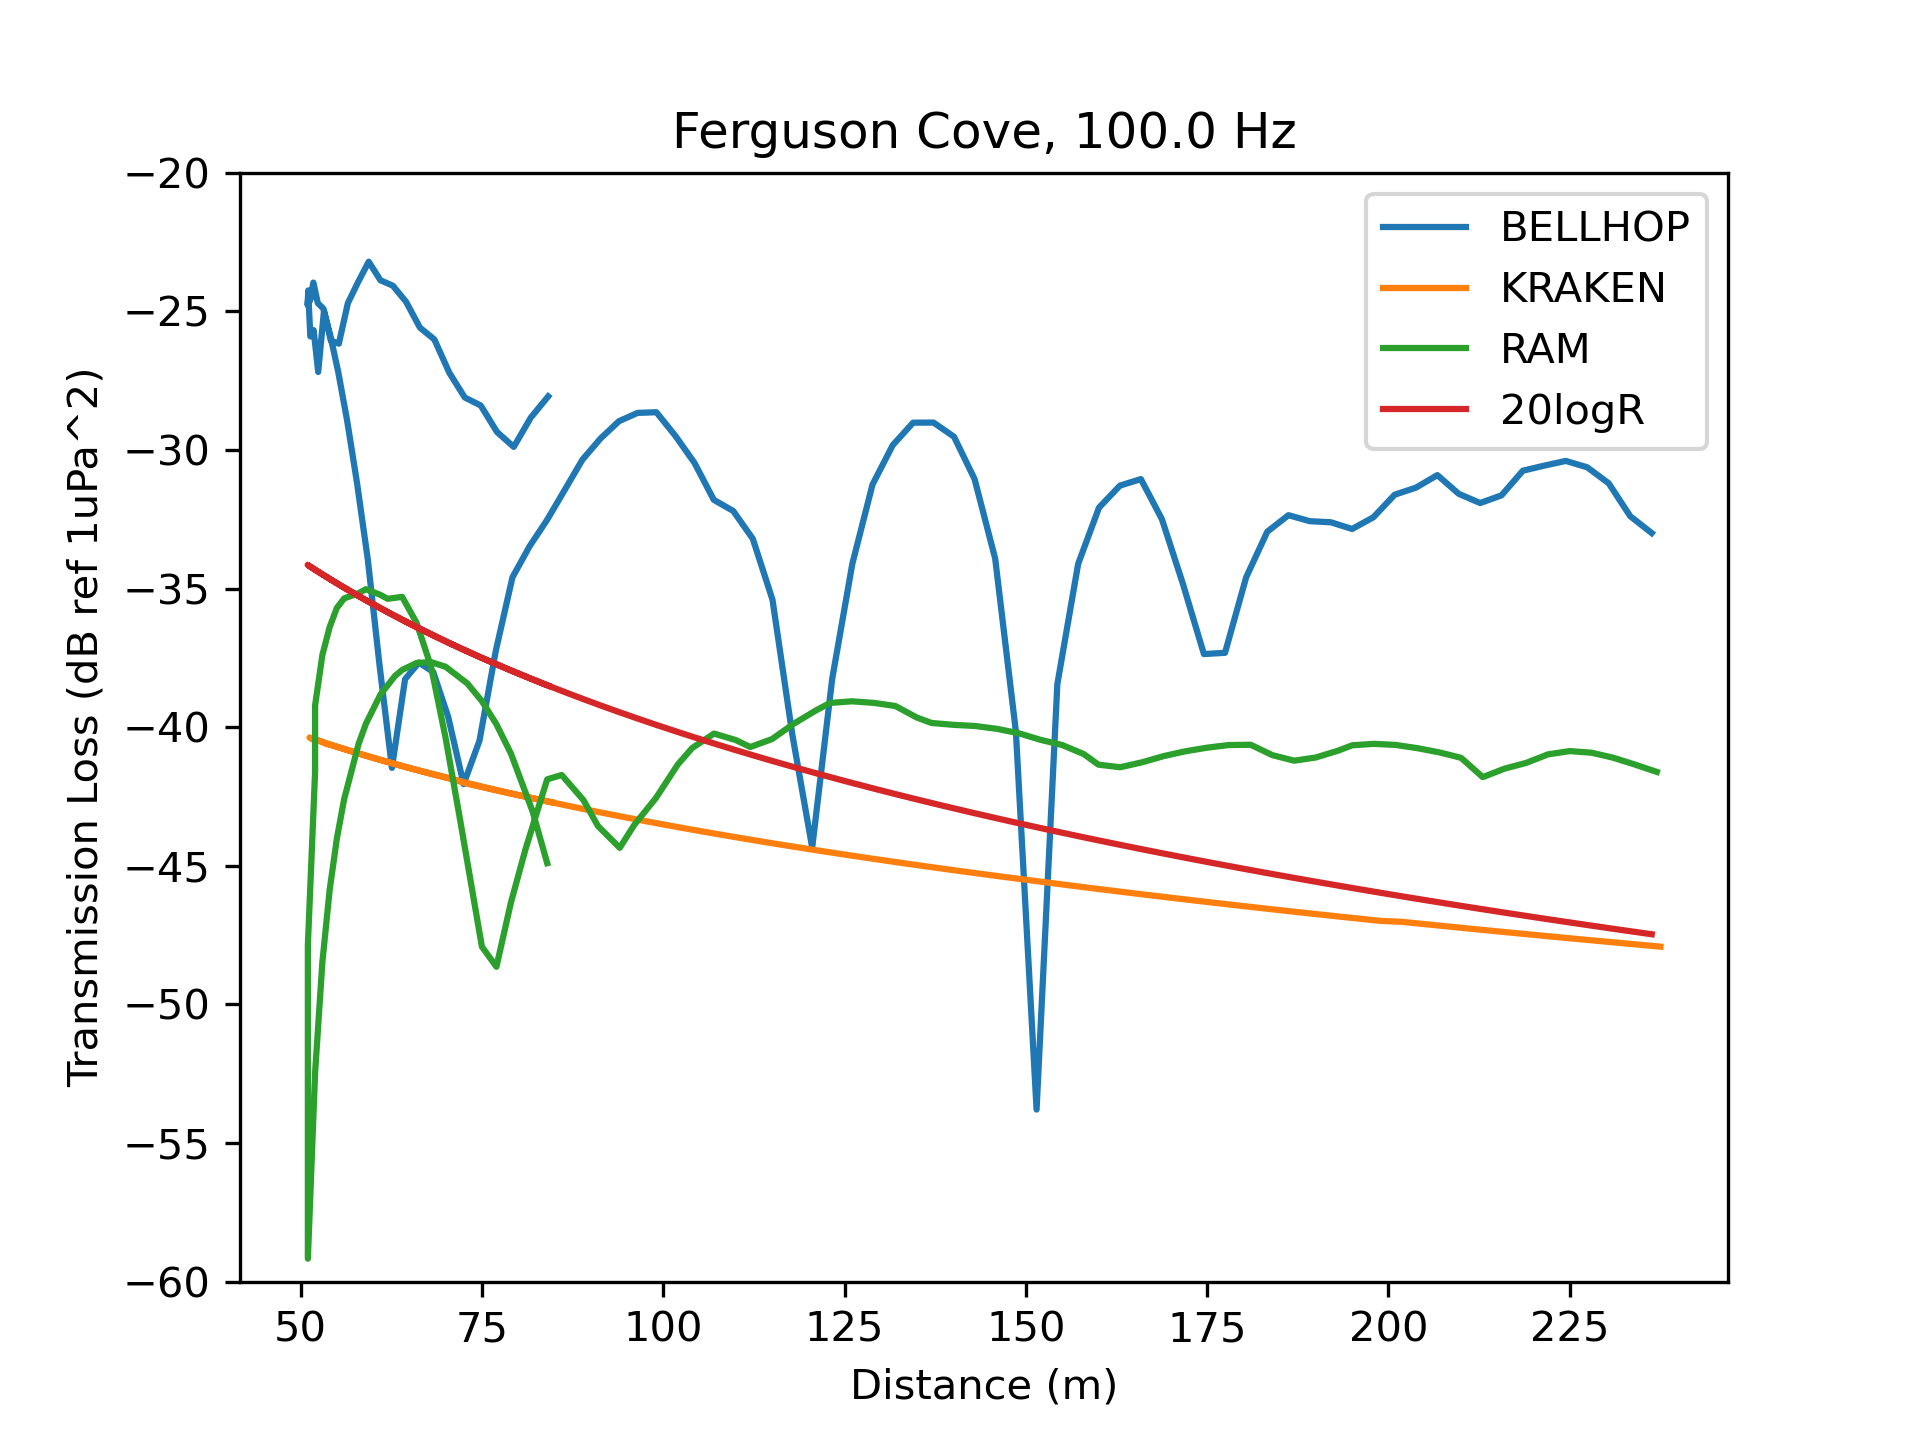 Ferguson Cove, 100.0 Hz
−20
−25
−30
−35
−40
−45
−50
−55
−60
Transmission Loss (dB ref 1uPa^2)
BELLHOP
KRAKEN
RAM
20logR
50 75 100 125 150 175 200 225
Distance (m)